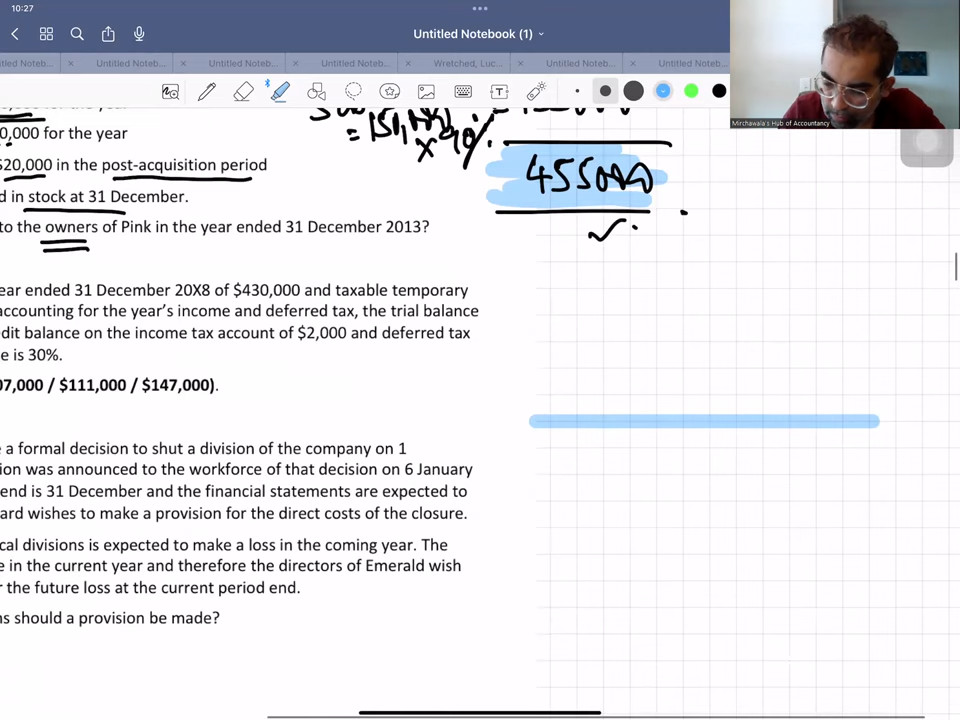 10:27
Untitled Notebook (1)
Untitled Noteb...
Untitled Noteb...
Untitled Noteb...
Untitled Noteb...
Wretched, Luc...
Untitled Noteb...
Untitled Noteb...
Mirchawala's Hub of Accountancy
for the year
0,000 for the year
$20,000 in the post-acquisition period
d in stock at 31 December.
to the owners of Pink in the year ended 31 December 2013?
= 150,000
x 90%
455000
ear ended 31 December 20X8 of $430,000 and taxable temporary
accounting for the year's income and deferred tax, the trial balance
edit balance on the income tax account of $2,000 and deferred tax
e is 30%.
07,000 / $111,000 / $147,000).
e a formal decision to shut a division of the company on 1
ion was announced to the workforce of that decision on 6 January
end is 31 December and the financial statements are expected to
ard wishes to make a provision for the direct costs of the closure.
cal divisions is expected to make a loss in the coming year. The
e in the current year and therefore the directors of Emerald wish
r the future loss at the current period end.
ns should a provision be made?